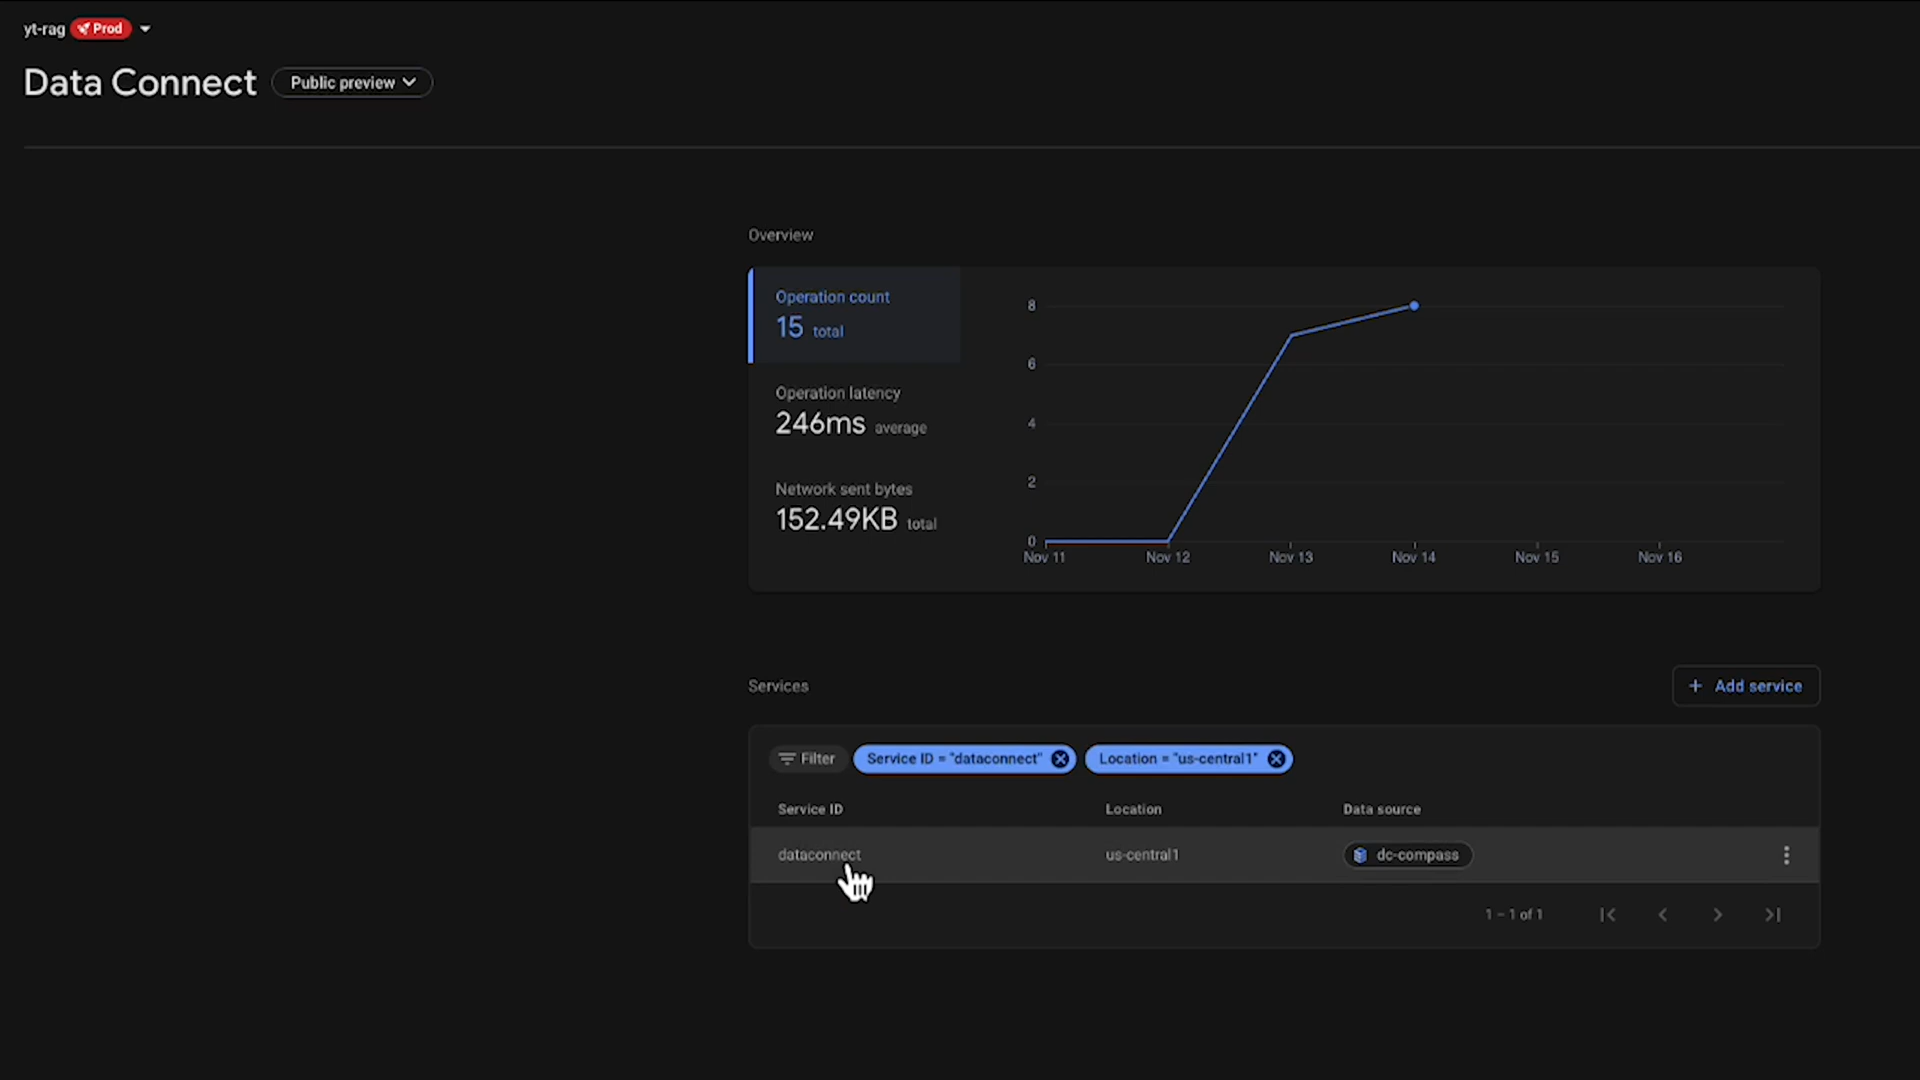 yt-rag Prod
Data Connect Public preview
Overview
Operation count
15 total
Operation latency
246ms average
Network sent bytes
152.49KB total
8
6
4
2
0
Nov 11 Nov 12 Nov 13 Nov 14 Nov 15 Nov 16
Services
+ Add service
Filter Service ID = "dataconnect" Location = "us-central1"
Service ID Location Data source
dataconnect us-central1 dc-compass
1 – 1 of 1